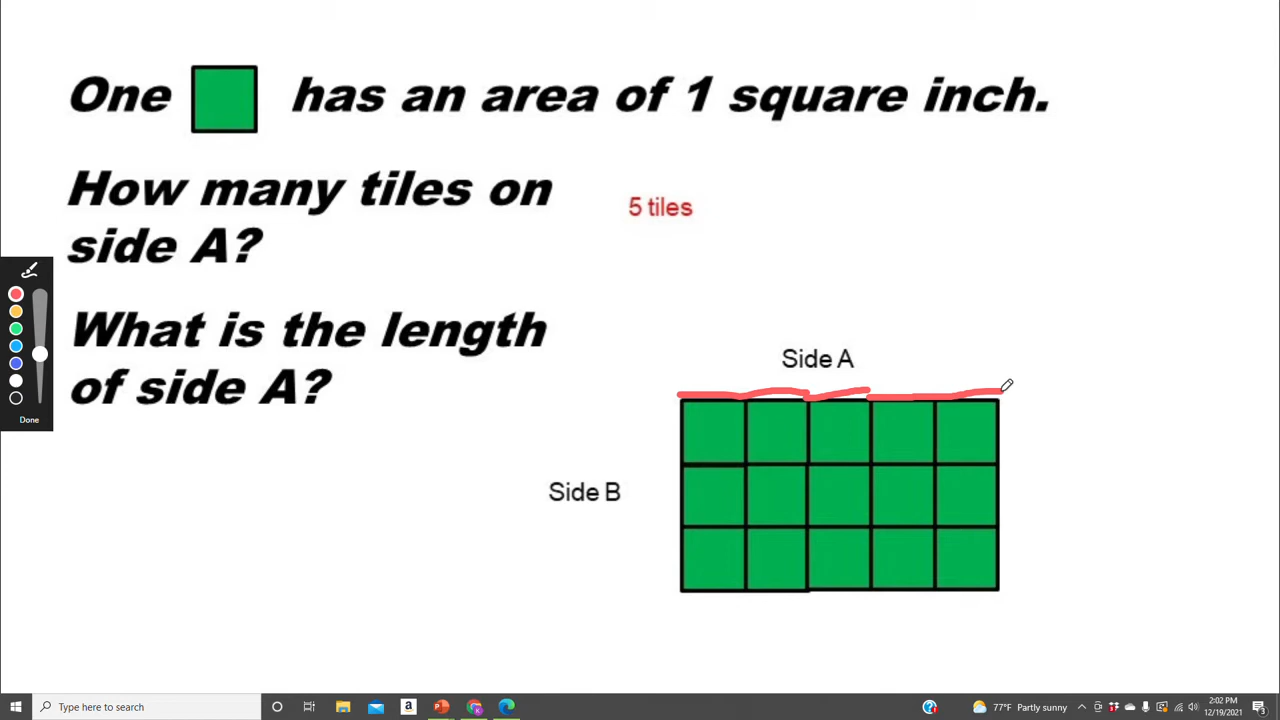 One has an area of 1 square inch.
How many tiles on
side A?
5 tiles
What is the length
of side A?
Side A
Side B
Done
Type here to search
77°F Partly sunny
2:02 PM
12/19/2021